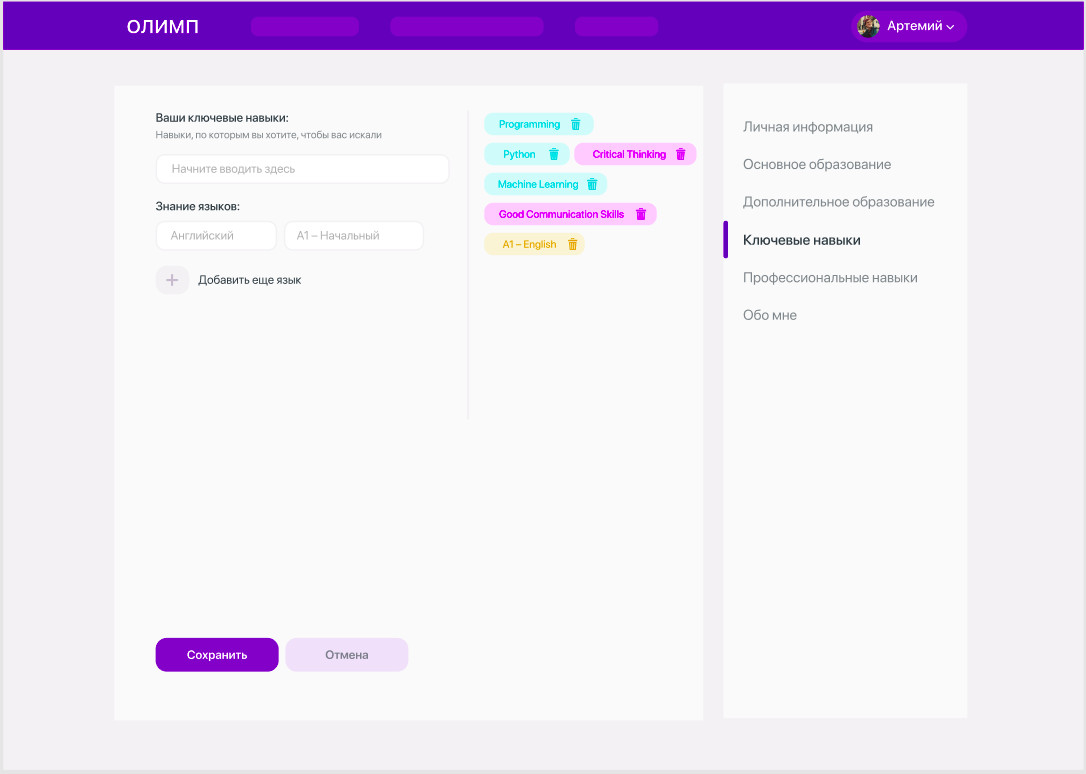 ОЛИМП
Артемий
Ваши ключевые навыки:
Навыки, по которым вы хотите, чтобы вас искали
Начните вводить здесь
Знание языков:
Английский
A1 – Начальный
Добавить еще язык
Programming
Python
Critical Thinking
Machine Learning
Good Communication Skills
A1 – English
Сохранить
Отмена
Личная информация
Основное образование
Дополнительное образование
Ключевые навыки
Профессиональные навыки
Обо мне